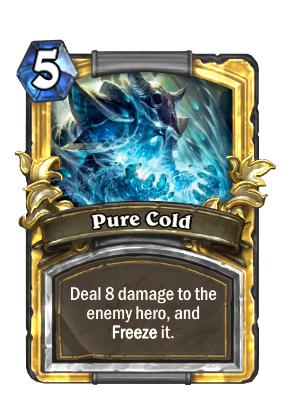 5
Pure Cold
Deal 8 damage to the
enemy hero, and
Freeze it.